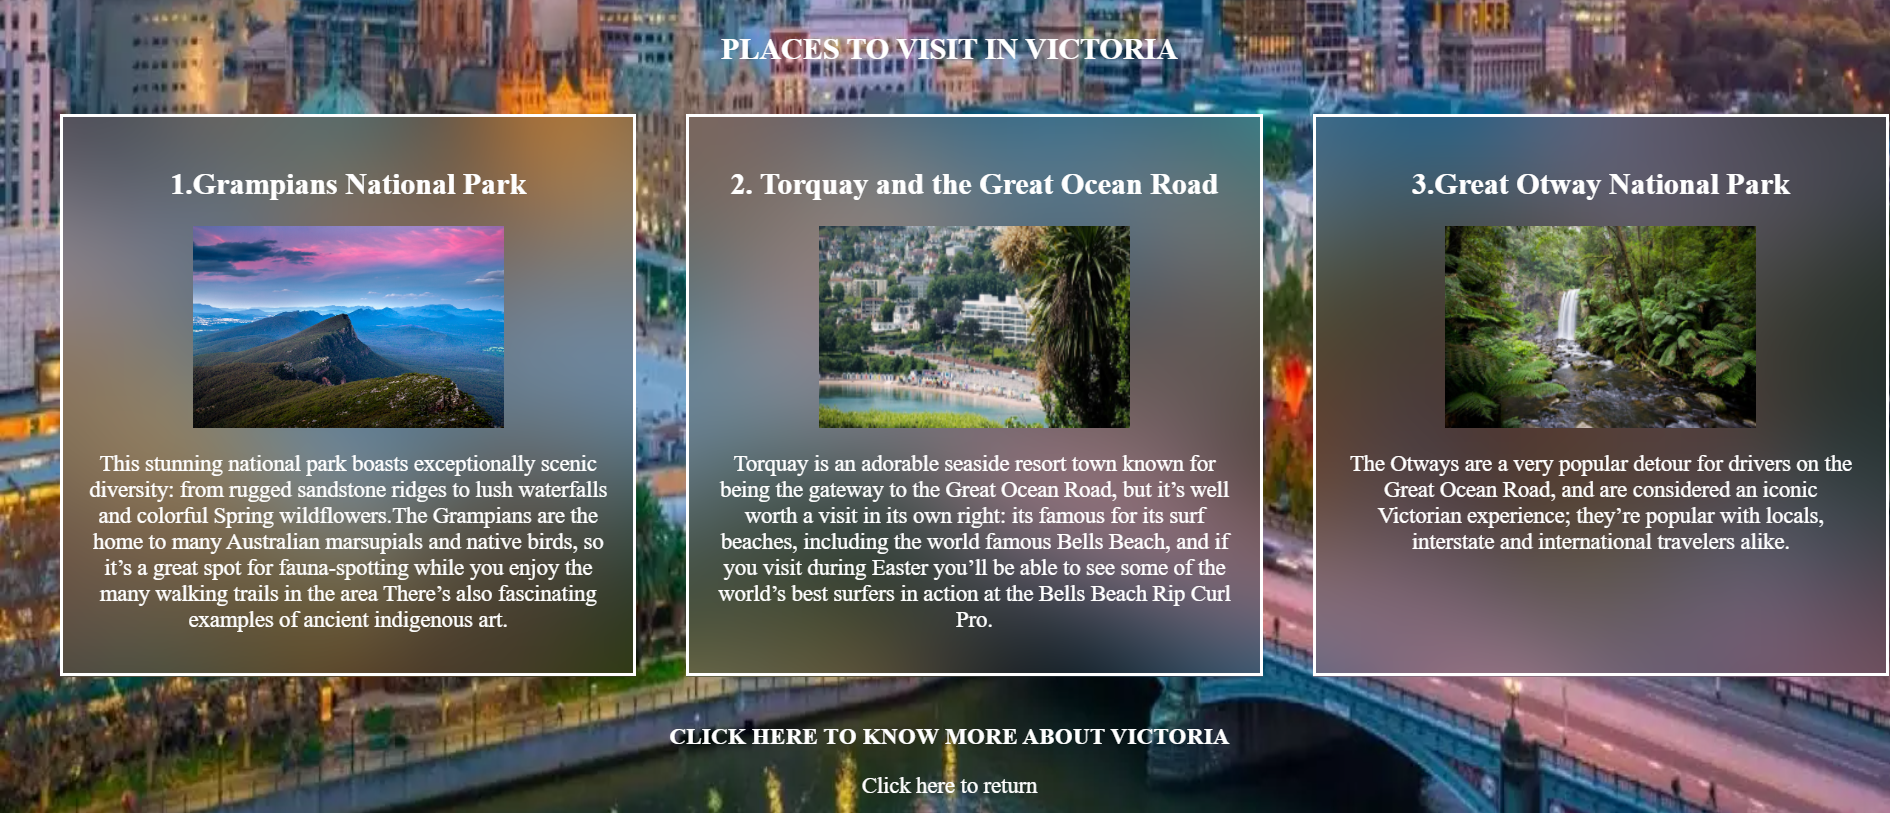 PLACES TO VISIT IN VICTORIA
1.Grampians National Park
This stunning national park boasts exceptionally scenic
diversity: from rugged sandstone ridges to lush waterfalls
and colorful Spring wildflowers.The Grampians are the
home to many Australian marsupials and native birds, so
it’s a great spot for fauna-spotting while you enjoy the
many walking trails in the area There’s also fascinating
examples of ancient indigenous art.
2. Torquay and the Great Ocean Road
Torquay is an adorable seaside resort town known for
being the gateway to the Great Ocean Road, but it’s well
worth a visit in its own right: its famous for its surf
beaches, including the world famous Bells Beach, and if
you visit during Easter you’ll be able to see some of the
world’s best surfers in action at the Bells Beach Rip Curl
Pro.
3.Great Otway National Park
The Otways are a very popular detour for drivers on the
Great Ocean Road, and are considered an iconic
Victorian experience; they’re popular with locals,
interstate and international travelers alike.
CLICK HERE TO KNOW MORE ABOUT VICTORIA
Click here to return